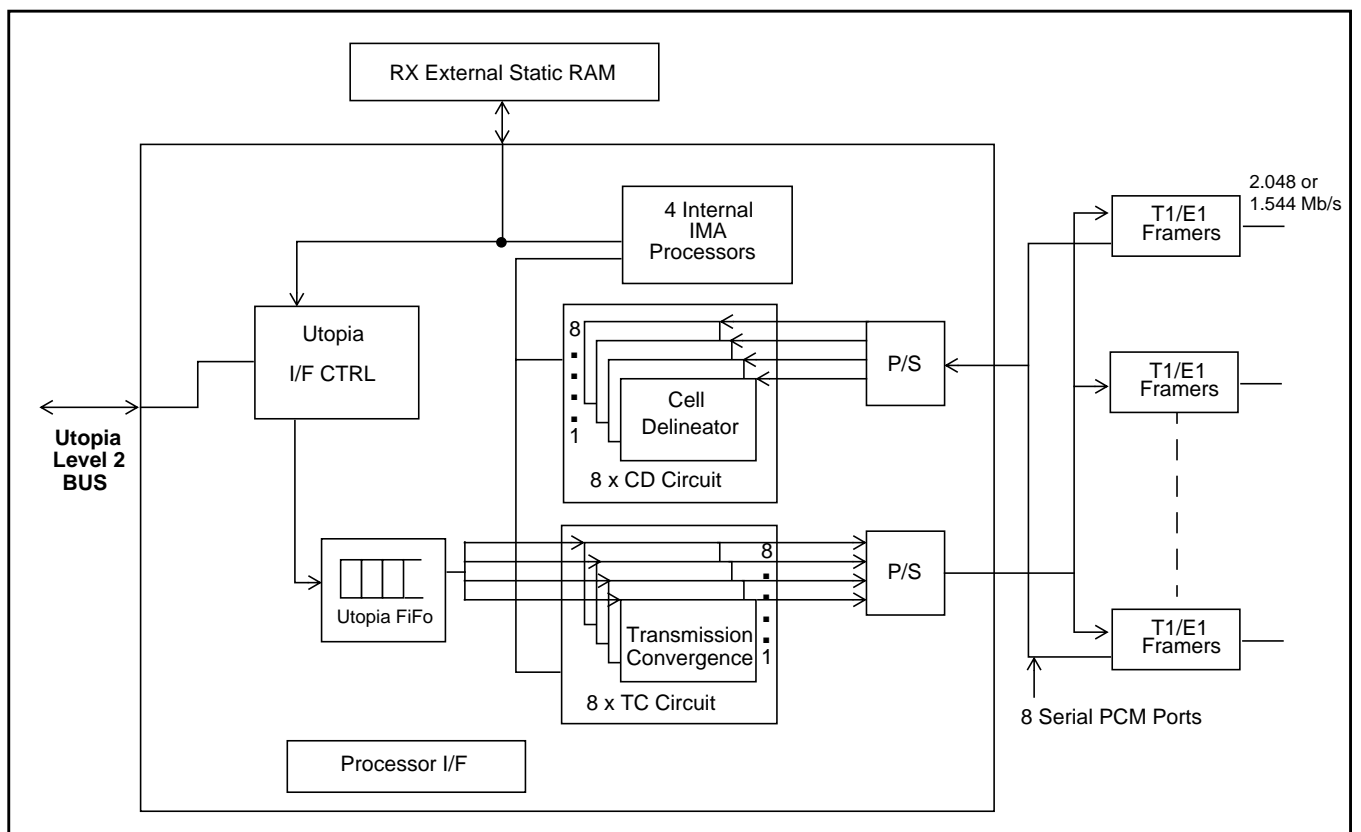 RX External Static RAM
4 Internal
IMA
Processors
2.048 or
1.544 Mb/s
T1/E1
Framers
Utopia
I/F CTRL
8
1
Cell
Delineator
8 x CD Circuit
P/S
T1/E1
Framers
Utopia
Level 2
BUS
Utopia FiFo
Transmission
Convergence
8
1
8 x TC Circuit
P/S
T1/E1
Framers
8 Serial PCM Ports
Processor I/F